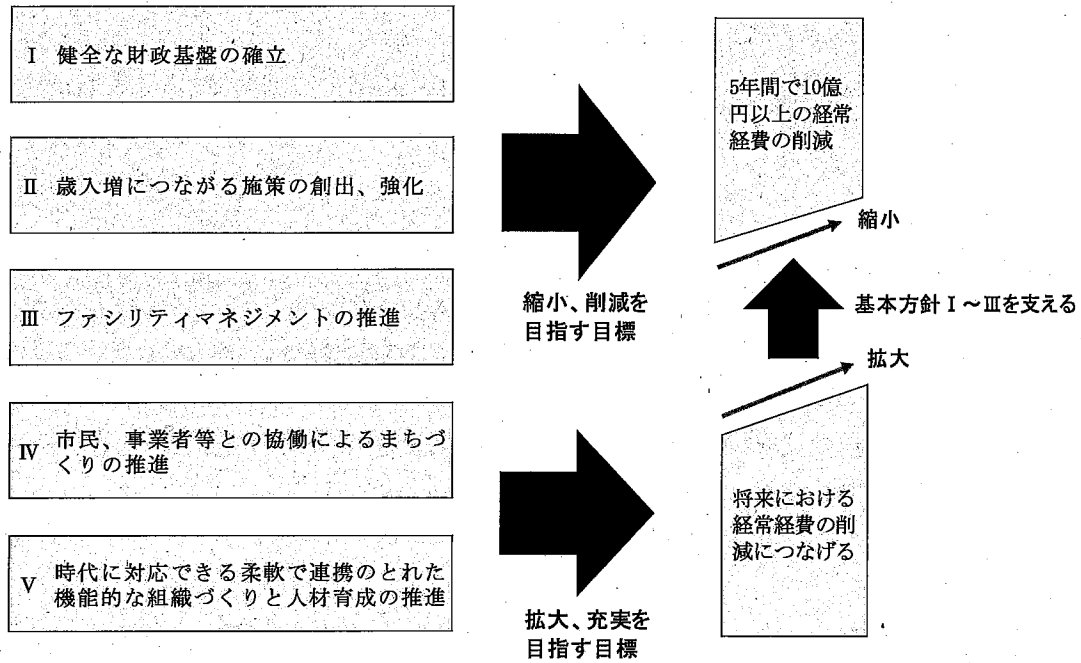 Ⅰ 健全な財政基盤の確立
Ⅱ 歳入増につながる施策の創出、強化
Ⅲ ファシリティマネジメントの推進
Ⅳ 市民、事業者等との協働によるまちづ
くりの推進
Ⅴ 時代に対応できる柔軟で連携のとれた
機能的な組織づくりと人材育成の推進
縮小、削減を
目指す目標
拡大、充実を
目指す目標
5年間で10億
円以上の経常
経費の削減
縮小
基本方針Ⅰ~Ⅲを支える
拡大
将来における
経常経費の削
減につなげる